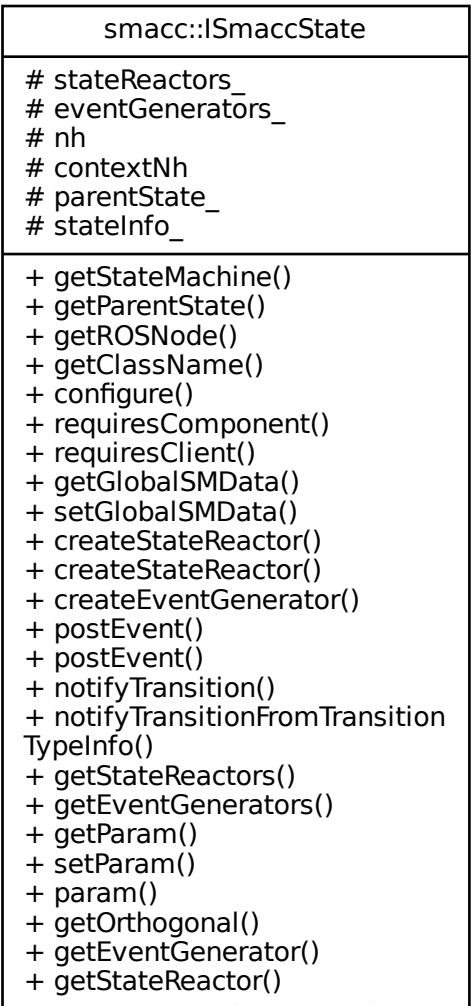 smacc::ISmaccState
# stateReactors_
# eventGenerators_
# nh
# contextNh
# parentState_
# stateInfo_
+ getStateMachine()
+ getParentState()
+ getROSNode()
+ getClassName()
+ configure()
+ requiresComponent()
+ requiresClient()
+ getGlobalSMData()
+ setGlobalSMData()
+ createStateReactor()
+ createStateReactor()
+ createEventGenerator()
+ postEvent()
+ postEvent()
+ notifyTransition()
+ notifyTransitionFromTransition
TypeInfo()
+ getStateReactors()
+ getEventGenerators()
+ getParam()
+ setParam()
+ param()
+ getOrthogonal()
+ getEventGenerator()
+ getStateReactor()